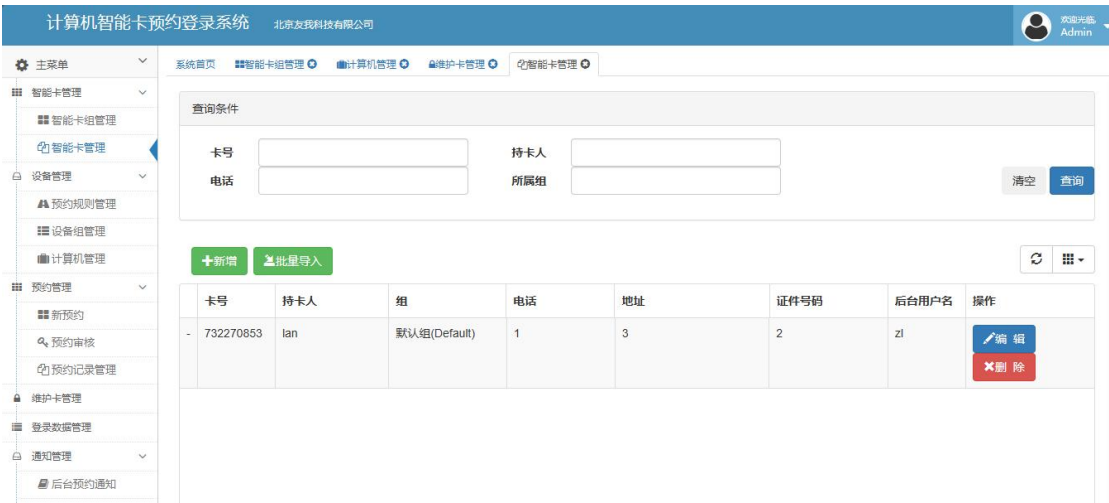 计算机智能卡预约登录系统 北京友我科技有限公司 欢迎光临, Admin
主菜单
智能卡管理
智能卡组管理
智能卡管理
设备管理
预约规则管理
设备组管理
计算机管理
预约管理
新预约
预约审核
预约记录管理
维护卡管理
登录数据管理
通知管理
后台预约通知
系统首页 智能卡组管理 计算机管理 维护卡管理 智能卡管理
查询条件
卡号 持卡人
电话 所属组 清空 查询
新增 批量导入
卡号 持卡人 组 电话 地址 证件号码 后台用户名 操作
- 732270853 lan 默认组(Default) 1 3 2 zl 编 辑
删 除